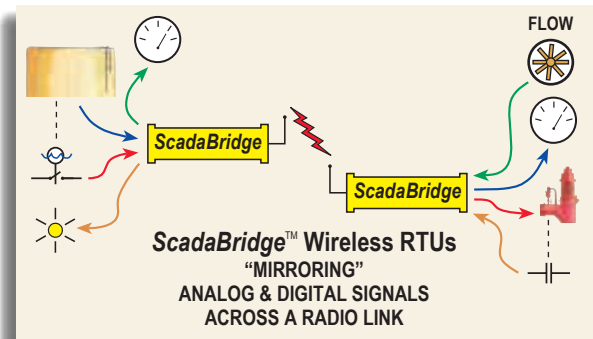 FLOW
ScadaBridge
ScadaBridge
ScadaBridge™ Wireless RTUs
“MIRRORING”
ANALOG & DIGITAL SIGNALS
ACROSS A RADIO LINK